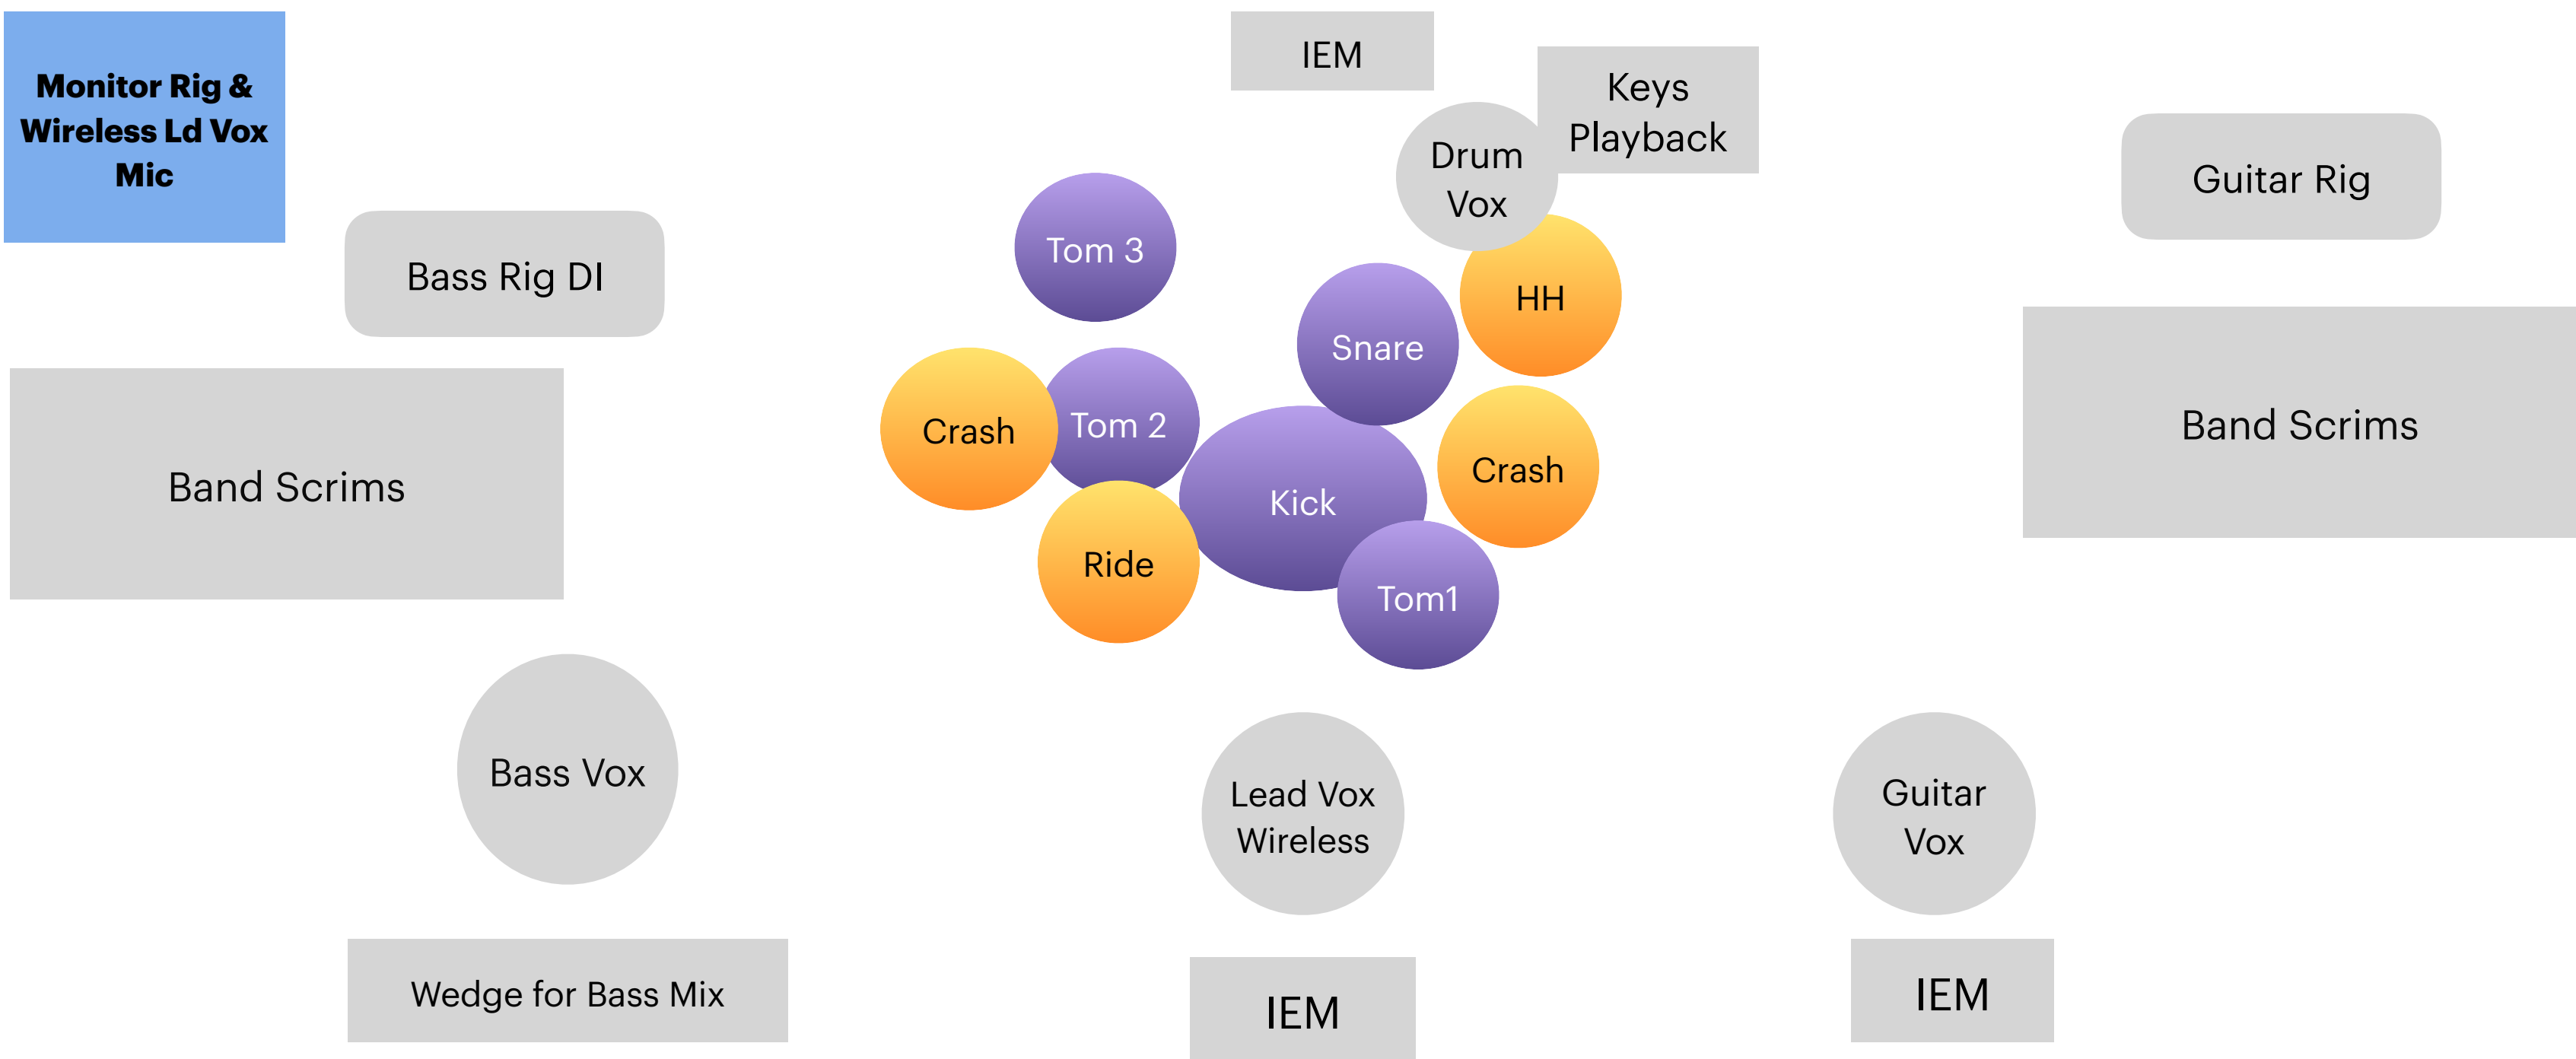 Monitor Rig &
Wireless Ld Vox
Mic
IEM
Keys
Playback
Drum
Vox
Guitar Rig
Tom 3
Bass Rig DI
HH
Snare
Crash
Tom 2
Band Scrims
Crash
Band Scrims
Kick
Ride
Tom1
Bass Vox
Lead Vox
Wireless
Guitar
Vox
Wedge for Bass Mix
IEM
IEM